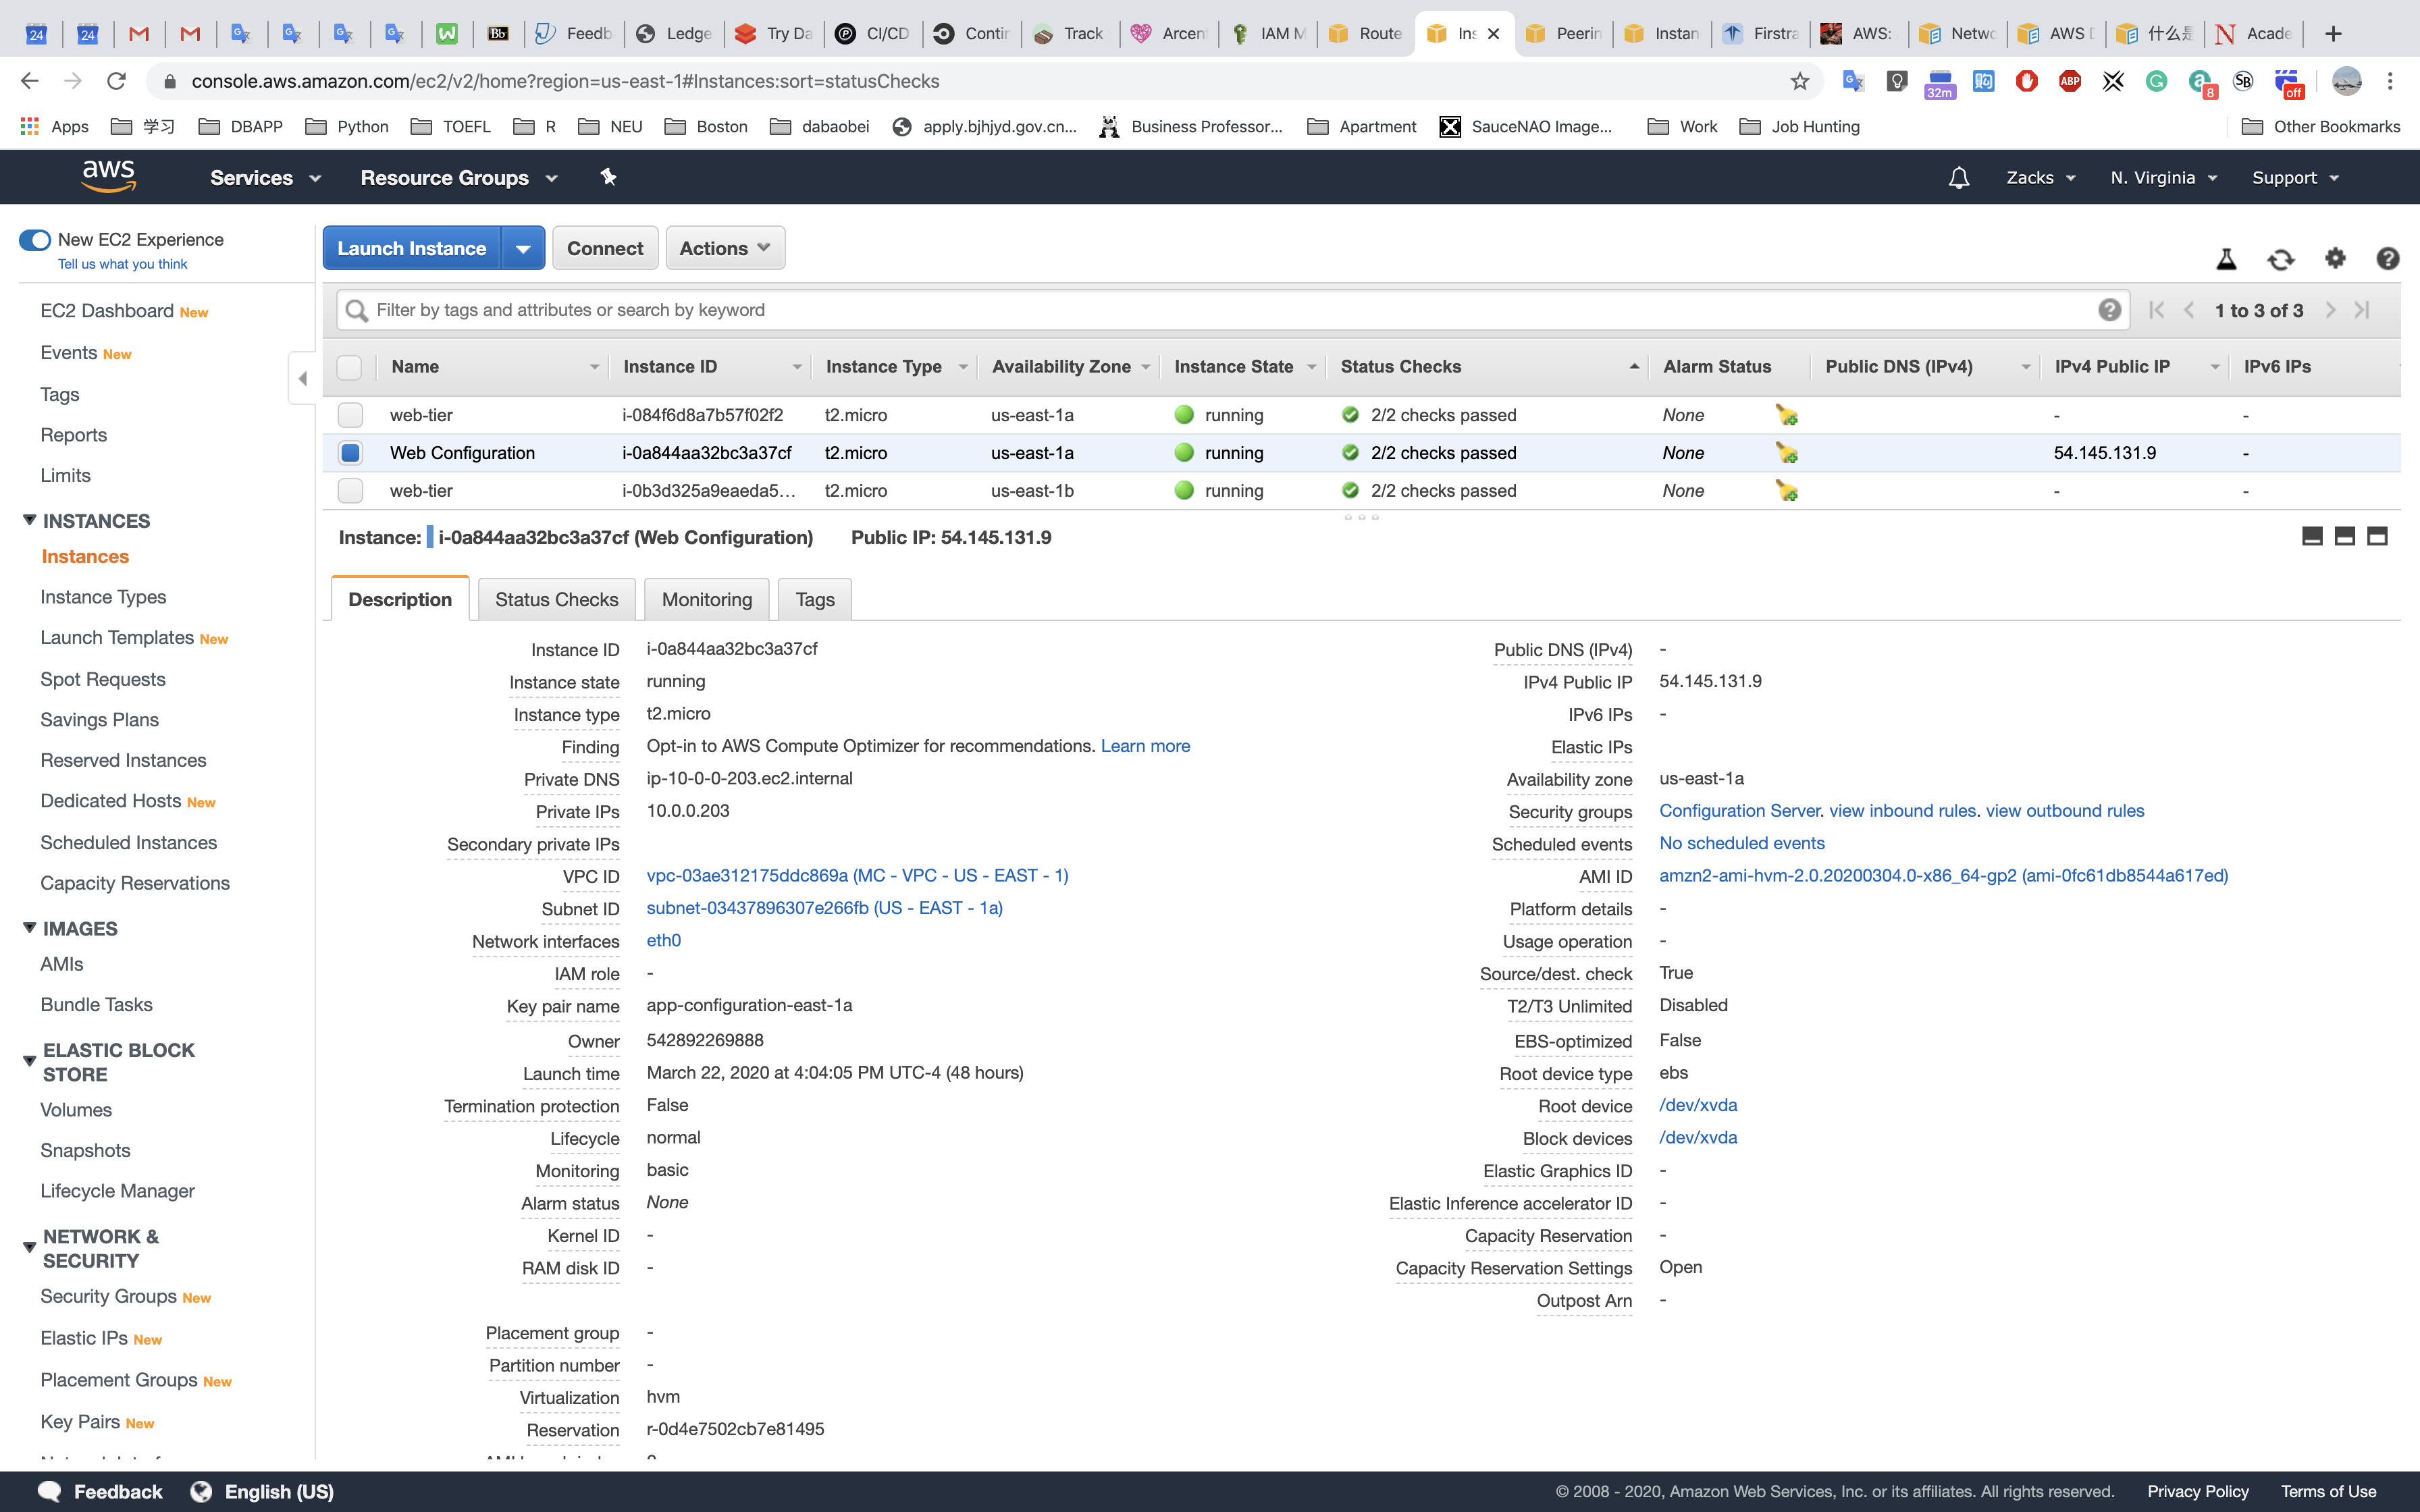 24 24 Bb Feedb Ledge Try Da CI/CD Contin Track Arcen IAM M Route Ins Peerin Instan Firstra AWS: Netwo AWS D 什么是 Acade
console.aws.amazon.com/ec2/v2/home?region=us-east-1#Instances:sort=statusChecks 32m ABP 8 SB off
Apps 学习 DBAPP Python TOEFL R NEU Boston dabaobei apply.bjhjyd.gov.cn... Business Professor... Apartment SauceNAO Image... Work Job Hunting Other Bookmarks
aws Services Resource Groups Zacks N. Virginia Support
New EC2 Experience
Tell us what you think
EC2 Dashboard New
Events New
Tags
Reports
Limits
INSTANCES
Instances
Instance Types
Launch Templates New
Spot Requests
Savings Plans
Reserved Instances
Dedicated Hosts New
Scheduled Instances
Capacity Reservations
IMAGES
AMIs
Bundle Tasks
ELASTIC BLOCK
STORE
Volumes
Snapshots
Lifecycle Manager
NETWORK &
SECURITY
Security Groups New
Elastic IPs New
Placement Groups New
Key Pairs New
Launch Instance Connect Actions
Filter by tags and attributes or search by keyword 1 to 3 of 3
Name Instance ID Instance Type Availability Zone Instance State Status Checks Alarm Status Public DNS (IPv4) IPv4 Public IP IPv6 IPs
web-tier i-084f6d8a7b57f02f2 t2.micro us-east-1a running 2/2 checks passed None - -
Web Configuration i-0a844aa32bc3a37cf t2.micro us-east-1a running 2/2 checks passed None 54.145.131.9 -
web-tier i-0b3d325a9eaeda5... t2.micro us-east-1b running 2/2 checks passed None - -
Instance: i-0a844aa32bc3a37cf (Web Configuration) Public IP: 54.145.131.9
Description Status Checks Monitoring Tags
Instance ID i-0a844aa32bc3a37cf
Instance state running
Instance type t2.micro
Finding Opt-in to AWS Compute Optimizer for recommendations. Learn more
Private DNS ip-10-0-0-203.ec2.internal
Private IPs 10.0.0.203
Secondary private IPs
VPC ID vpc-03ae312175ddc869a (MC - VPC - US - EAST - 1)
Subnet ID subnet-03437896307e266fb (US - EAST - 1a)
Network interfaces eth0
IAM role -
Key pair name app-configuration-east-1a
Owner 542892269888
Launch time March 22, 2020 at 4:04:05 PM UTC-4 (48 hours)
Termination protection False
Lifecycle normal
Monitoring basic
Alarm status None
Kernel ID -
RAM disk ID -
Placement group -
Partition number -
Virtualization hvm
Reservation r-0d4e7502cb7e81495
Public DNS (IPv4) -
IPv4 Public IP 54.145.131.9
IPv6 IPs -
Elastic IPs
Availability zone us-east-1a
Security groups Configuration Server. view inbound rules. view outbound rules
Scheduled events No scheduled events
AMI ID amzn2-ami-hvm-2.0.20200304.0-x86_64-gp2 (ami-0fc61db8544a617ed)
Platform details -
Usage operation -
Source/dest. check True
T2/T3 Unlimited Disabled
EBS-optimized False
Root device type ebs
Root device /dev/xvda
Block devices /dev/xvda
Elastic Graphics ID -
Elastic Inference accelerator ID -
Capacity Reservation -
Capacity Reservation Settings Open
Outpost Arn -
Feedback English (US) © 2008 - 2020, Amazon Web Services, Inc. or its affiliates. All rights reserved. Privacy Policy Terms of Use